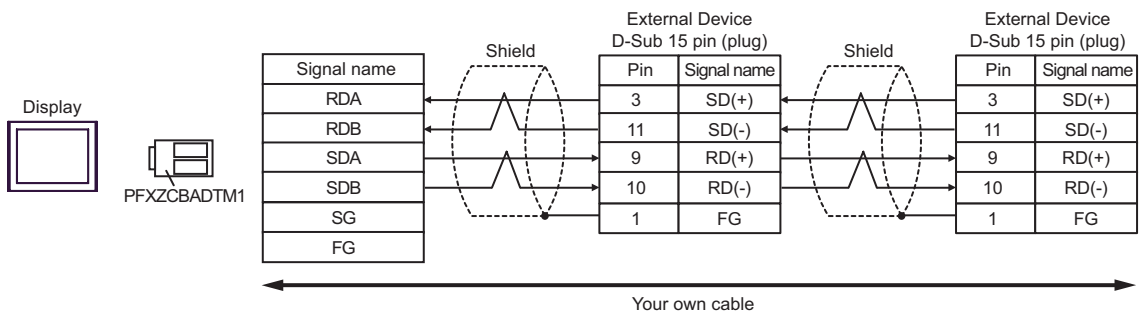 External Device
D-Sub 15 pin (plug)
External Device
D-Sub 15 pin (plug)
Shield
Shield
Signal name
Pin Signal name
Pin Signal name
RDA 3 SD(+) 3 SD(+)
RDB 11 SD(-) 11 SD(-)
SDA 9 RD(+) 9 RD(+)
SDB 10 RD(-) 10 RD(-)
SG 1 FG 1 FG
FG
Display
PFXZCBADTM1
Your own cable